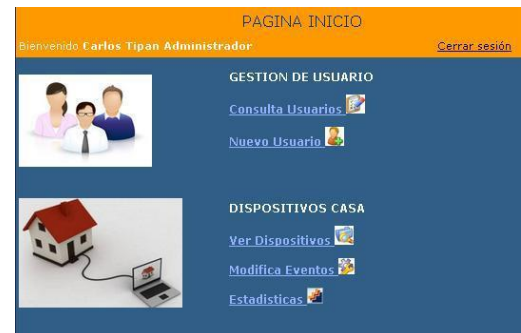 PAGINA INICIO
Bienvenido Carlos Tipan Administrador
Cerrar sesión
GESTION DE USUARIO
Consulta Usuarios
Nuevo Usuario
DISPOSITIVOS CASA
Ver Dispositivos
Modifica Eventos
Estadisticas